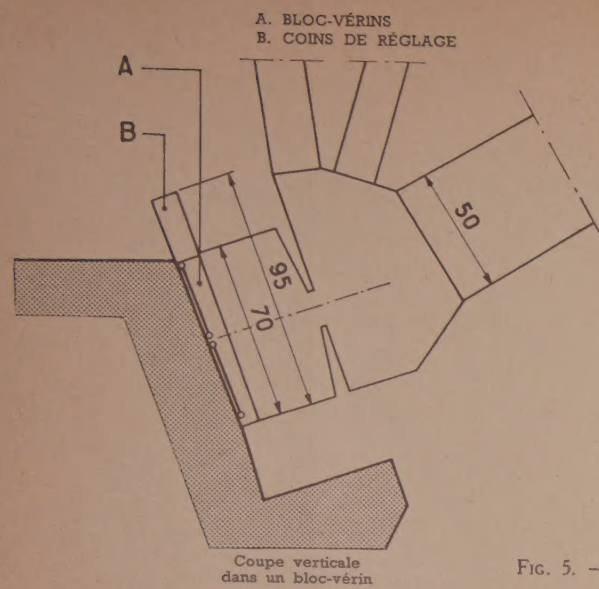 A. BLOC-VÉRINS
B. COINS DE RÉGLAGE
A
B
50
95
70
Coupe verticale
dans un bloc-vérin
FIG. 5. —